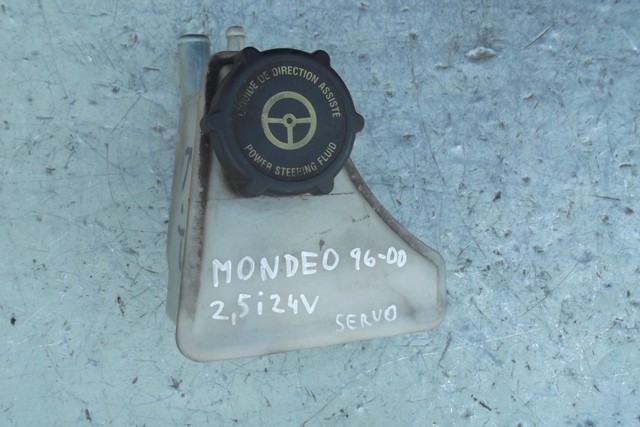 LIQUIDE DE DIRECTION ASSISTE
POWER STEERING FLUID
MONDEO 96-00
2,5i24V
SERVO